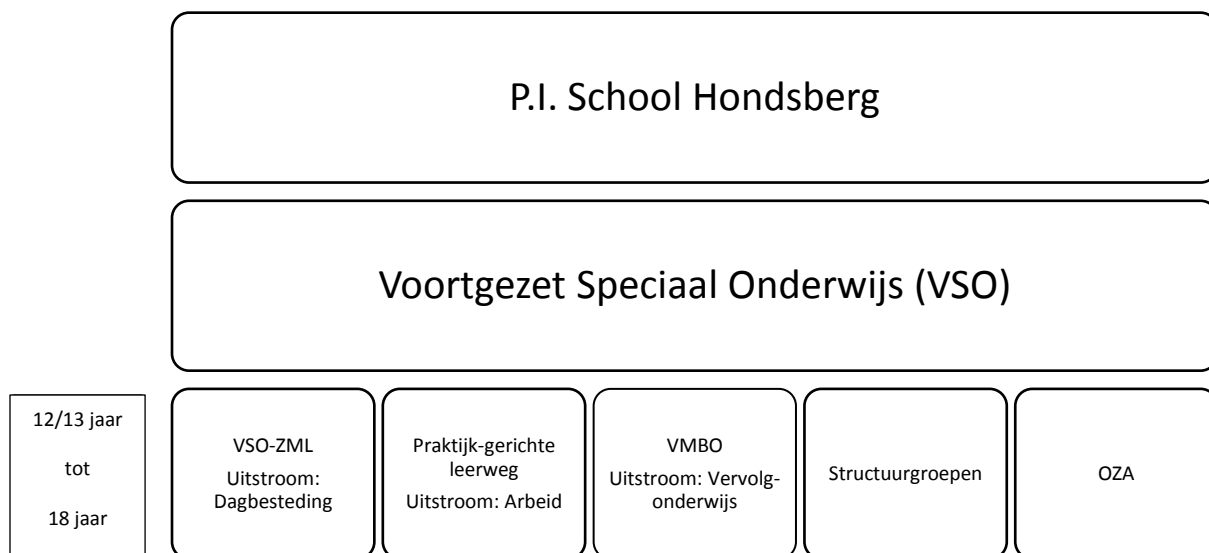 P.I. School Hondsberg
Voortgezet Speciaal Onderwijs (VSO)
12/13 jaar
tot
18 jaar
VSO-ZML
Uitstroom:
Dagbesteding
Praktijk-gerichte
leerweg
Uitstroom: Arbeid
VMBO
Uitstroom: Vervolg-
onderwijs
Structuurgroepen
OZA